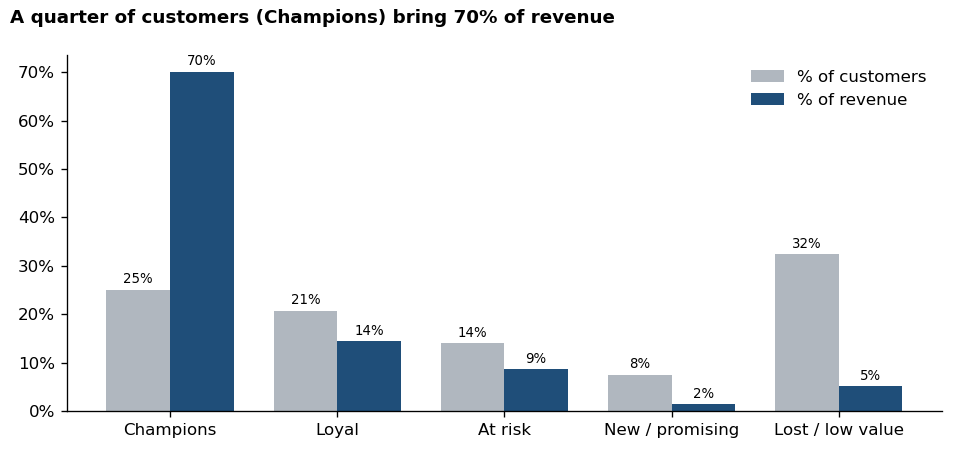 A quarter of customers (Champions) bring 70% of revenue
% of customers
% of revenue
70%
60%
50%
40%
30%
20%
10%
0%
25%
70%
21%
14%
14%
9%
8%
2%
32%
5%
Champions
Loyal
At risk
New / promising
Lost / low value